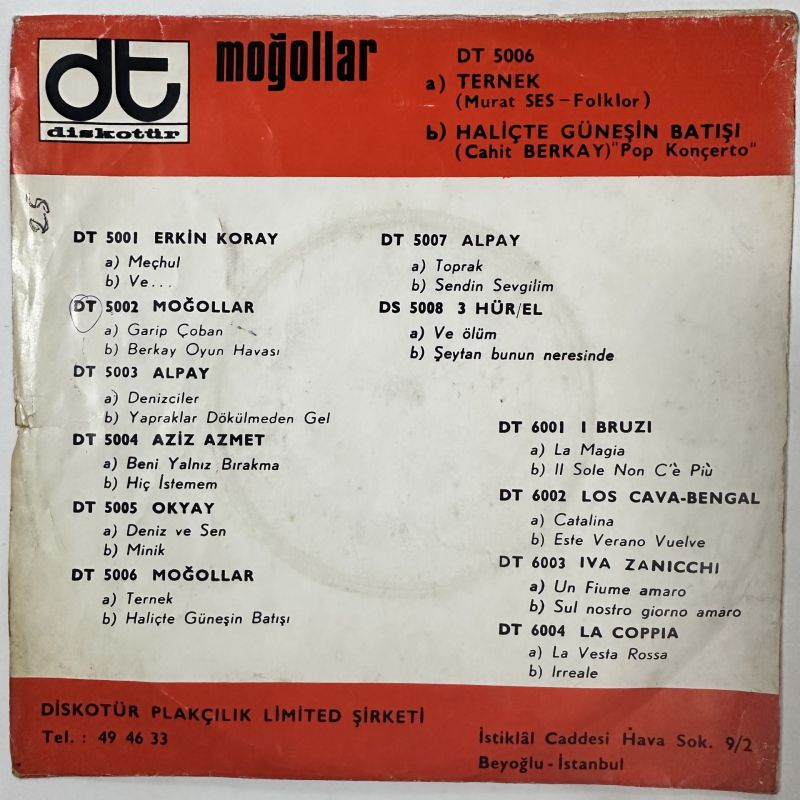 dt
diskotür
moğollar
DT 5006
a) TERNEK
(Murat SES – Folklor)
b) HALİÇTE GÜNEŞİN BATIŞI
(Cahit BERKAY) "Pop Konçerto"
25
DT 5001 ERKİN KORAY
a) Meçhul
b) Ve...
DT 5002 MOĞOLLAR
a) Garip Çoban
b) Berkay Oyun Havası
DT 5003 ALPAY
a) Denizciler
b) Yapraklar Dökülmeden Gel
DT 5004 AZİZ AZMET
a) Beni Yalnız Bırakma
b) Hiç İstemem
DT 5005 OKYAY
a) Deniz ve Sen
b) Minik
DT 5006 MOĞOLLAR
a) Ternek
b) Haliçte Güneşin Batışı
DT 5007 ALPAY
a) Toprak
b) Sendin Sevgilim
DS 5008 3 HÜR/EL
a) Ve ölüm
b) Şeytan bunun neresinde
DT 6001 I BRUZI
a) La Magia
b) Il Sole Non C'è Più
DT 6002 LOS CAVA-BENGAL
a) Catalina
b) Este Verano Vuelve
DT 6003 IVA ZANICCHI
a) Un Fiume amaro
b) Sul nostro giorno amaro
DT 6004 LA COPPIA
a) La Vesta Rossa
b) Irreale
DİSKOTÜR PLAKÇILIK LİMİTED ŞİRKETİ
Tel. : 49 46 33
İstiklâl Caddesi Hava Sok. 9/2
Beyoğlu - İstanbul